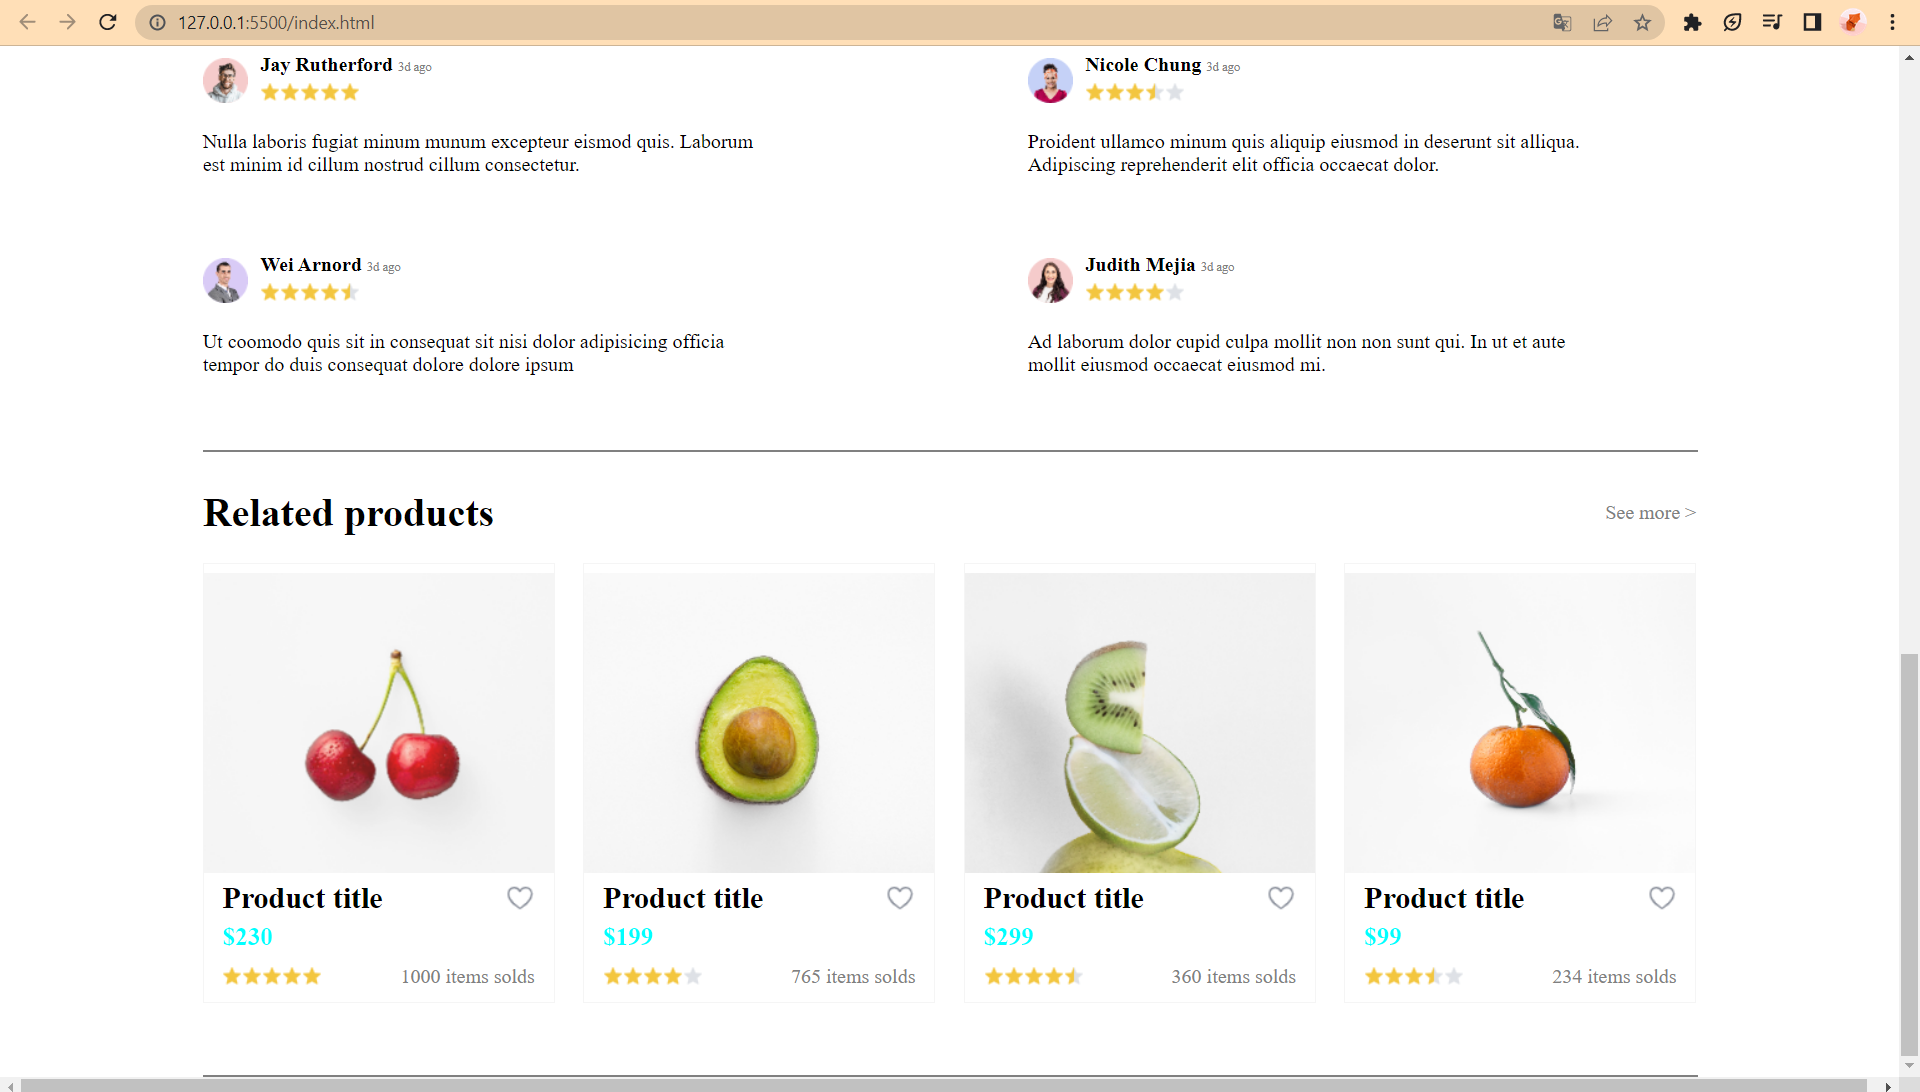 127.0.0.1:5500/index.html
Jay Rutherford 3d ago
Nulla laboris fugiat minum munum excepteur eismod quis. Laborum
est minim id cillum nostrud cillum consectetur.
Nicole Chung 3d ago
Proident ullamco minum quis aliquip eiusmod in deserunt sit alliqua.
Adipiscing reprehenderit elit officia occaecat dolor.
Wei Arnord 3d ago
Ut coomodo quis sit in consequat sit nisi dolor adipisicing officia
tempor do duis consequat dolore dolore ipsum
Judith Mejia 3d ago
Ad laborum dolor cupid culpa mollit non non sunt qui. In ut et aute
mollit eiusmod occaecat eiusmod mi.
Related products
See more >
Product title
$230
1000 items solds
Product title
$199
765 items solds
Product title
$299
360 items solds
Product title
$99
234 items solds